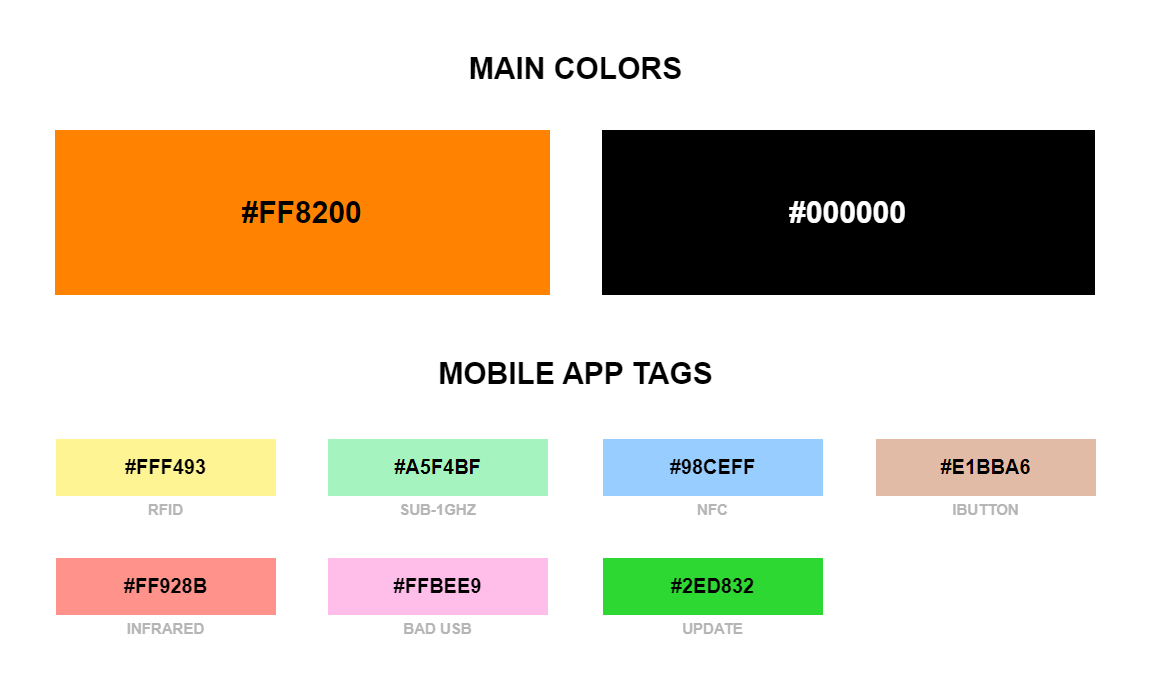 MAIN COLORS
#FF8200
#000000
MOBILE APP TAGS
#FFF493
#A5F4BF
#98CEFF
#E1BBA6
RFID
SUB-1GHZ
NFC
IBUTTON
#FF928B
#FFBEE9
#2ED832
INFRARED
BAD USB
UPDATE